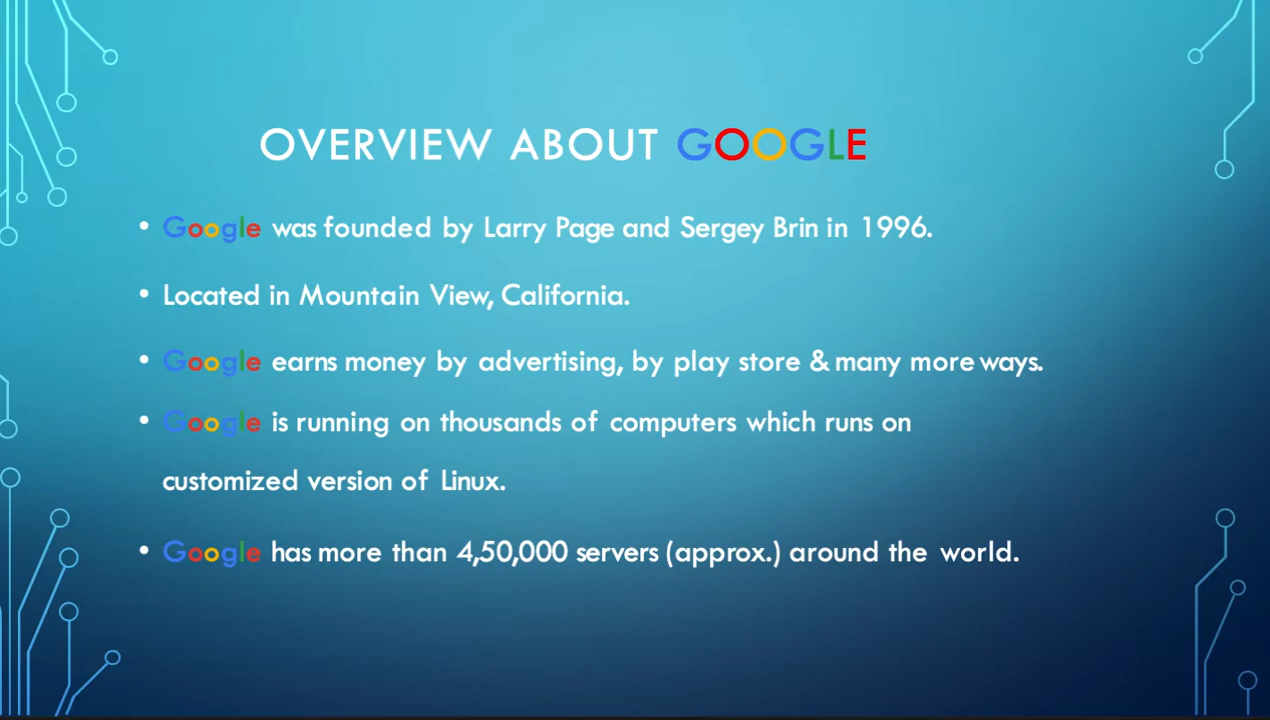 OVERVIEW ABOUT GOOGLE
• Google was founded by Larry Page and Sergey Brin in 1996.
• Located in Mountain View, California.
• Google earns money by advertising, by play store & many more ways.
• Google is running on thousands of computers which runs on
customized version of Linux.
• Google has more than 4,50,000 servers (approx.) around the world.